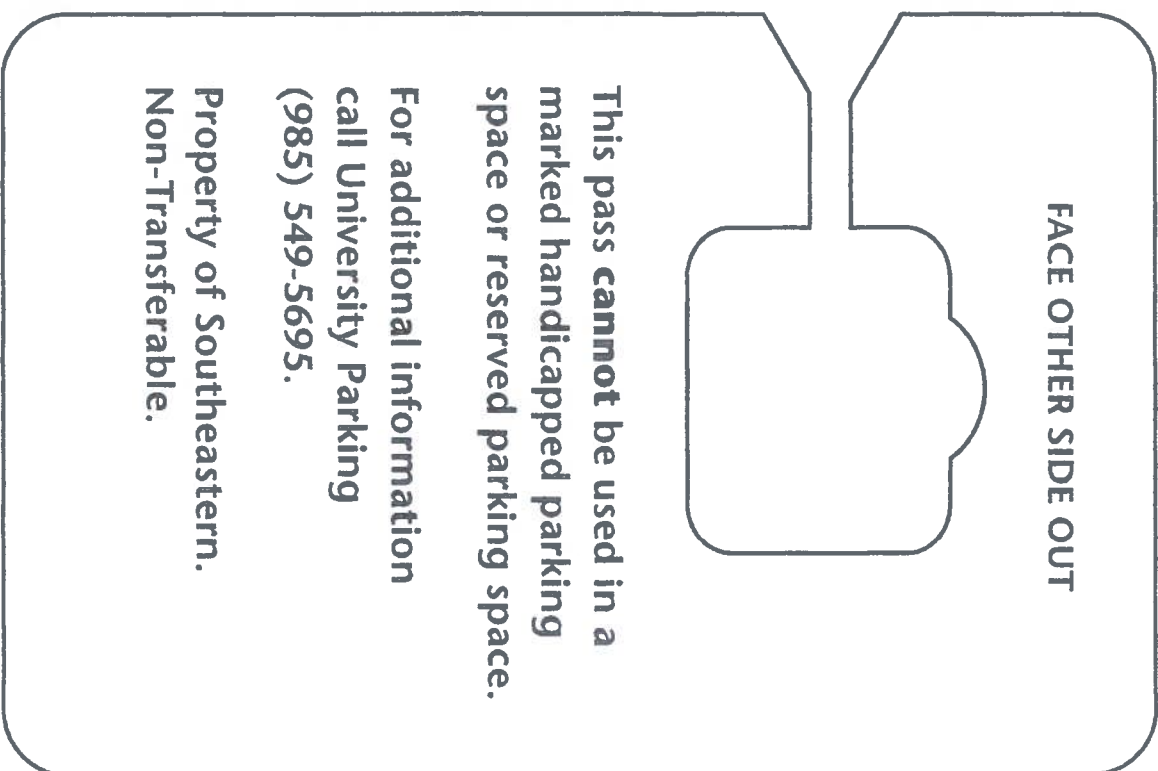 FACE OTHER SIDE OUT
This pass cannot be used in a
marked handicapped parking
space or reserved parking space.
For additional information
call University Parking
(985) 549-5695.
Property of Southeastern.
Non-Transferable.